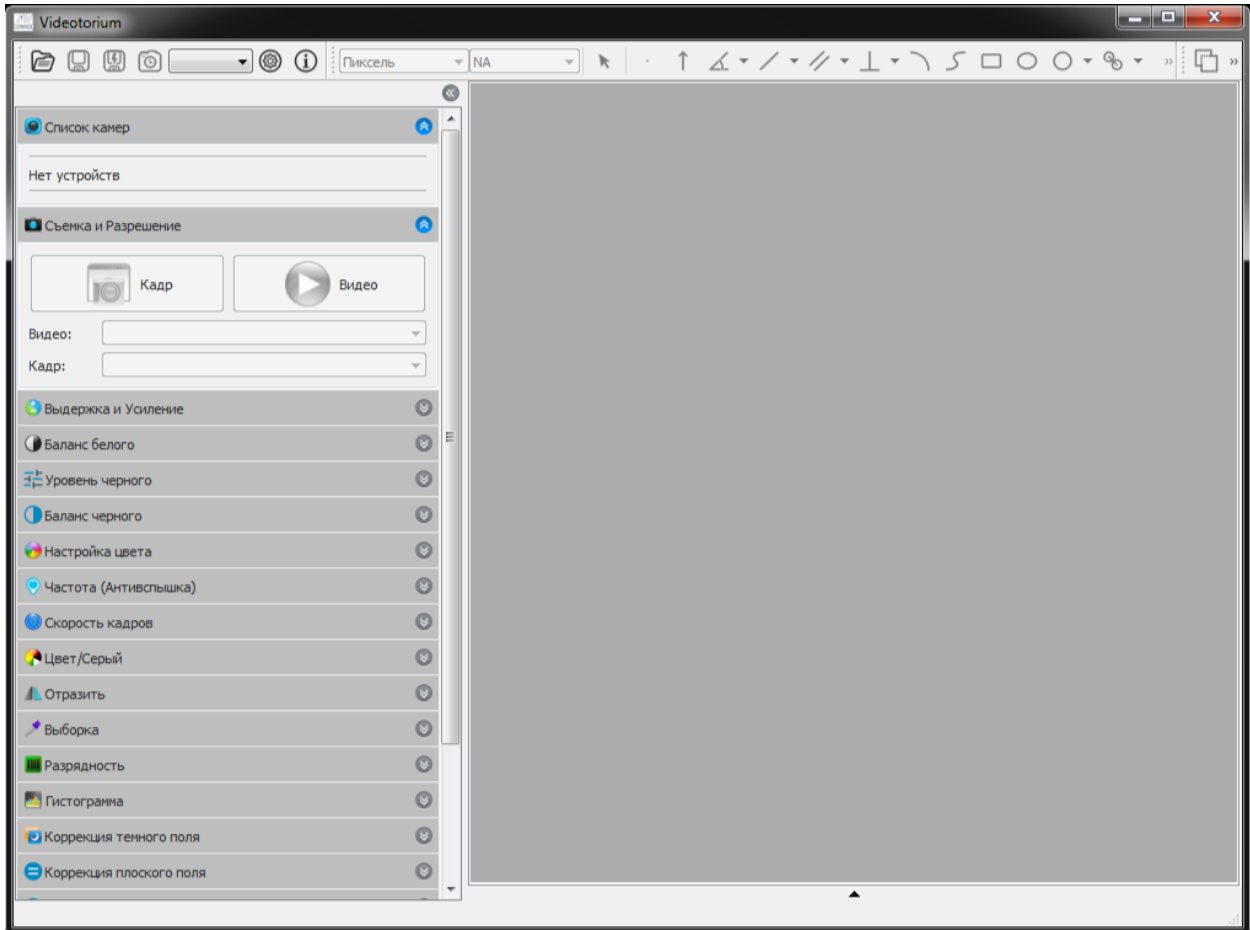 Videotorium
Пиксель
NA
Список камер
Нет устройств
Съемка и Разрешение
Кадр
Видео
Видео:
Кадр:
Выдержка и Усиление
Баланс белого
Уровень черного
Баланс черного
Настройка цвета
Частота (Антивспышка)
Скорость кадров
Цвет/Серый
Отразить
Выборка
Разрядность
Гистограмма
Коррекция темного поля
Коррекция плоского поля